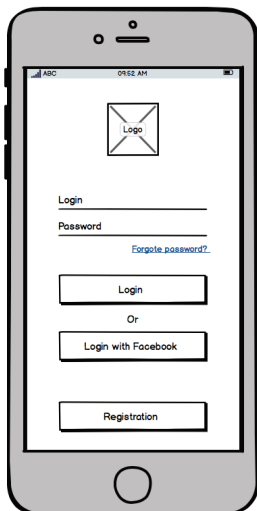 ABC 09:52 AM
Logo
Login
Password
Forgote password?
Login
Or
Login with Facebook
Registration